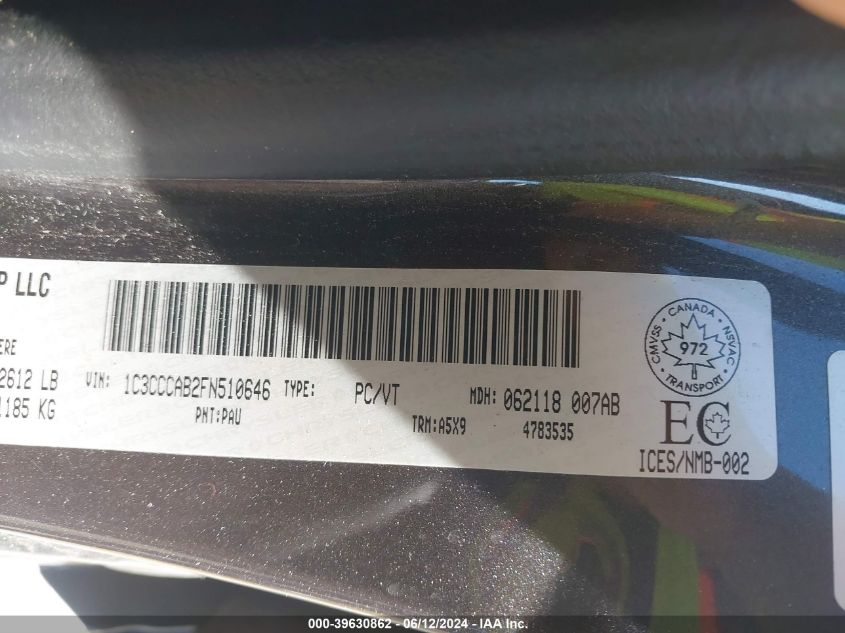 P LLC
ERE
2612 LB
1185 KG
VIN: 1C3CCCAB2FN510646 TYPE: PC/VT MDH: 062118 007AB
PNT:PAU TRM:A5X9 4783535
CANADA
CMVSS • NSVAC
972
TRANSPORT
EC
ICES/NMB-002
000-39630862 - 06/12/2024 - © IAA, Inc.